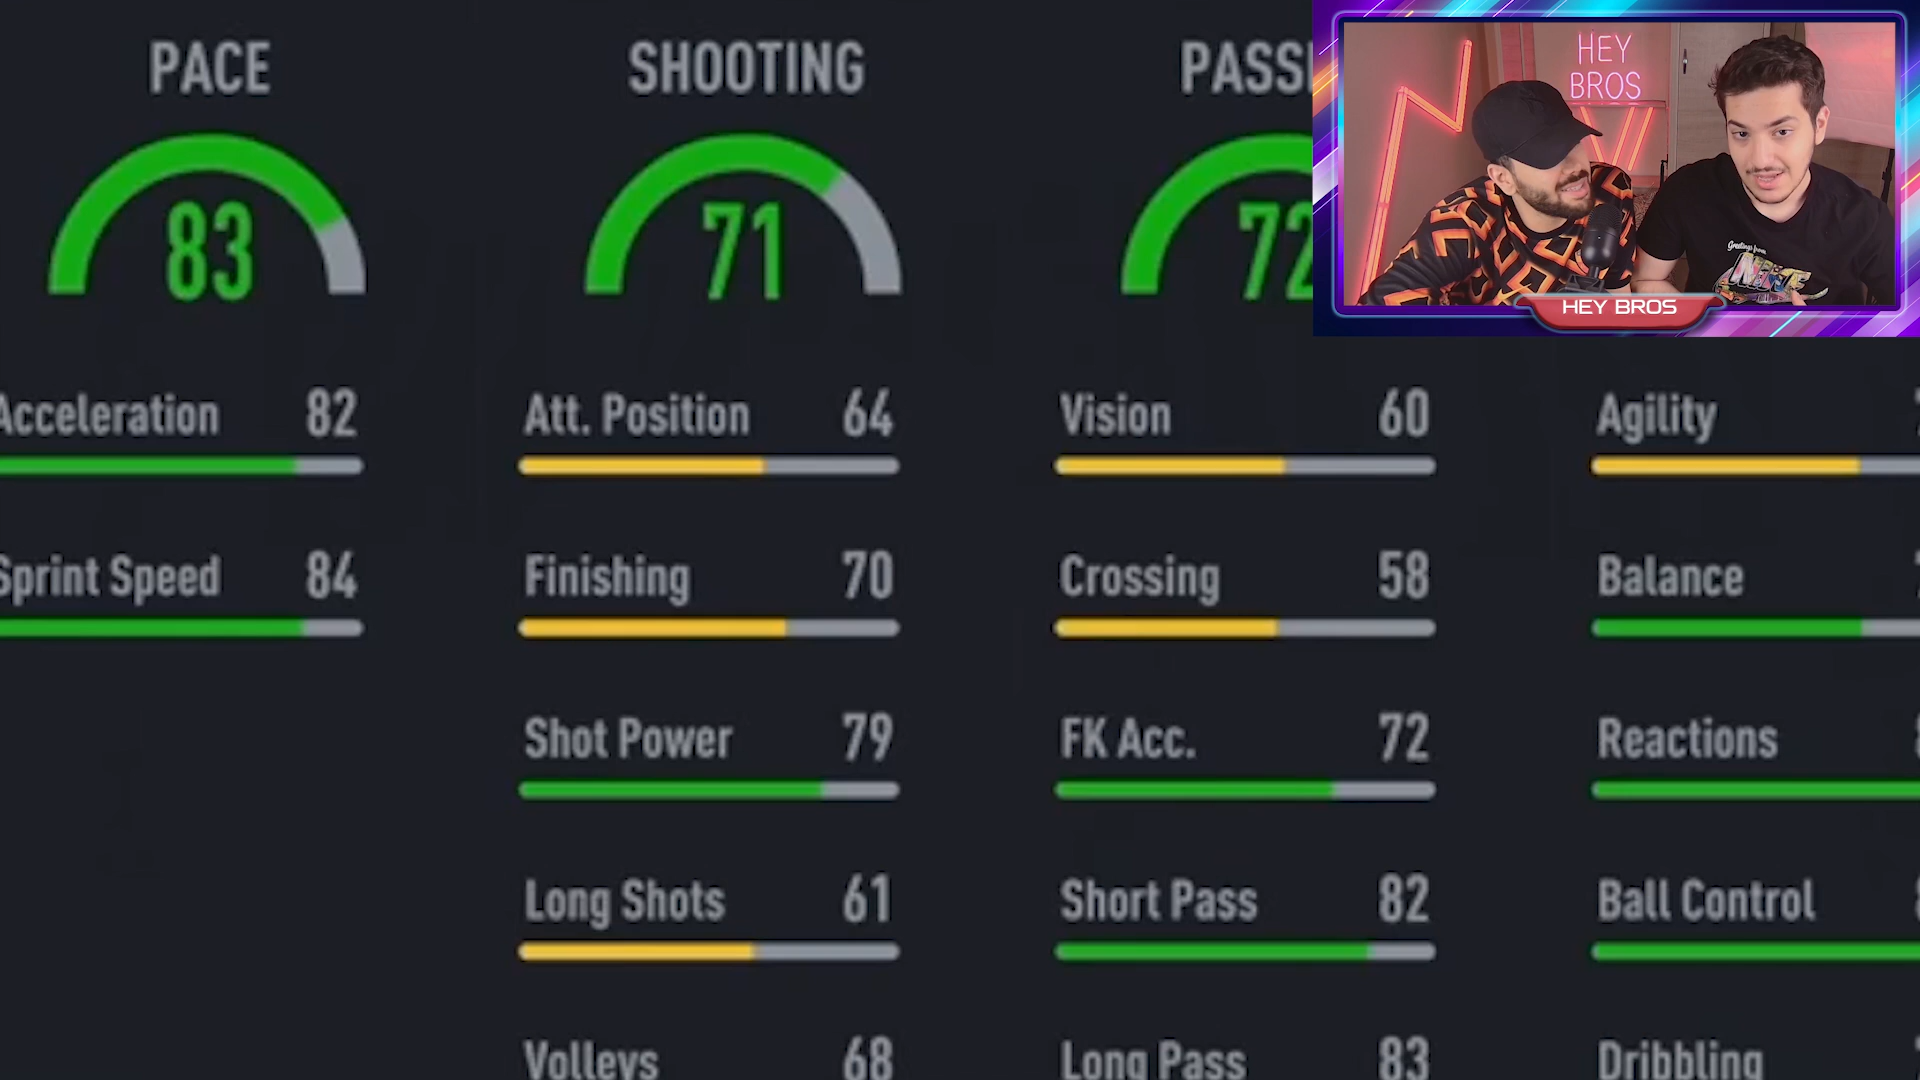 PACE
SHOOTING
83
71
72
HEY
BROS
Greetings from
HEY BROS
Acceleration 82
Att. Position 64
Vision 60
Agility
Sprint Speed 84
Finishing 70
Crossing 58
Balance
Shot Power 79
FK Acc. 72
Reactions
Long Shots 61
Short Pass 82
Ball Control
Volleys 68
Long Pass 83
Dribbling